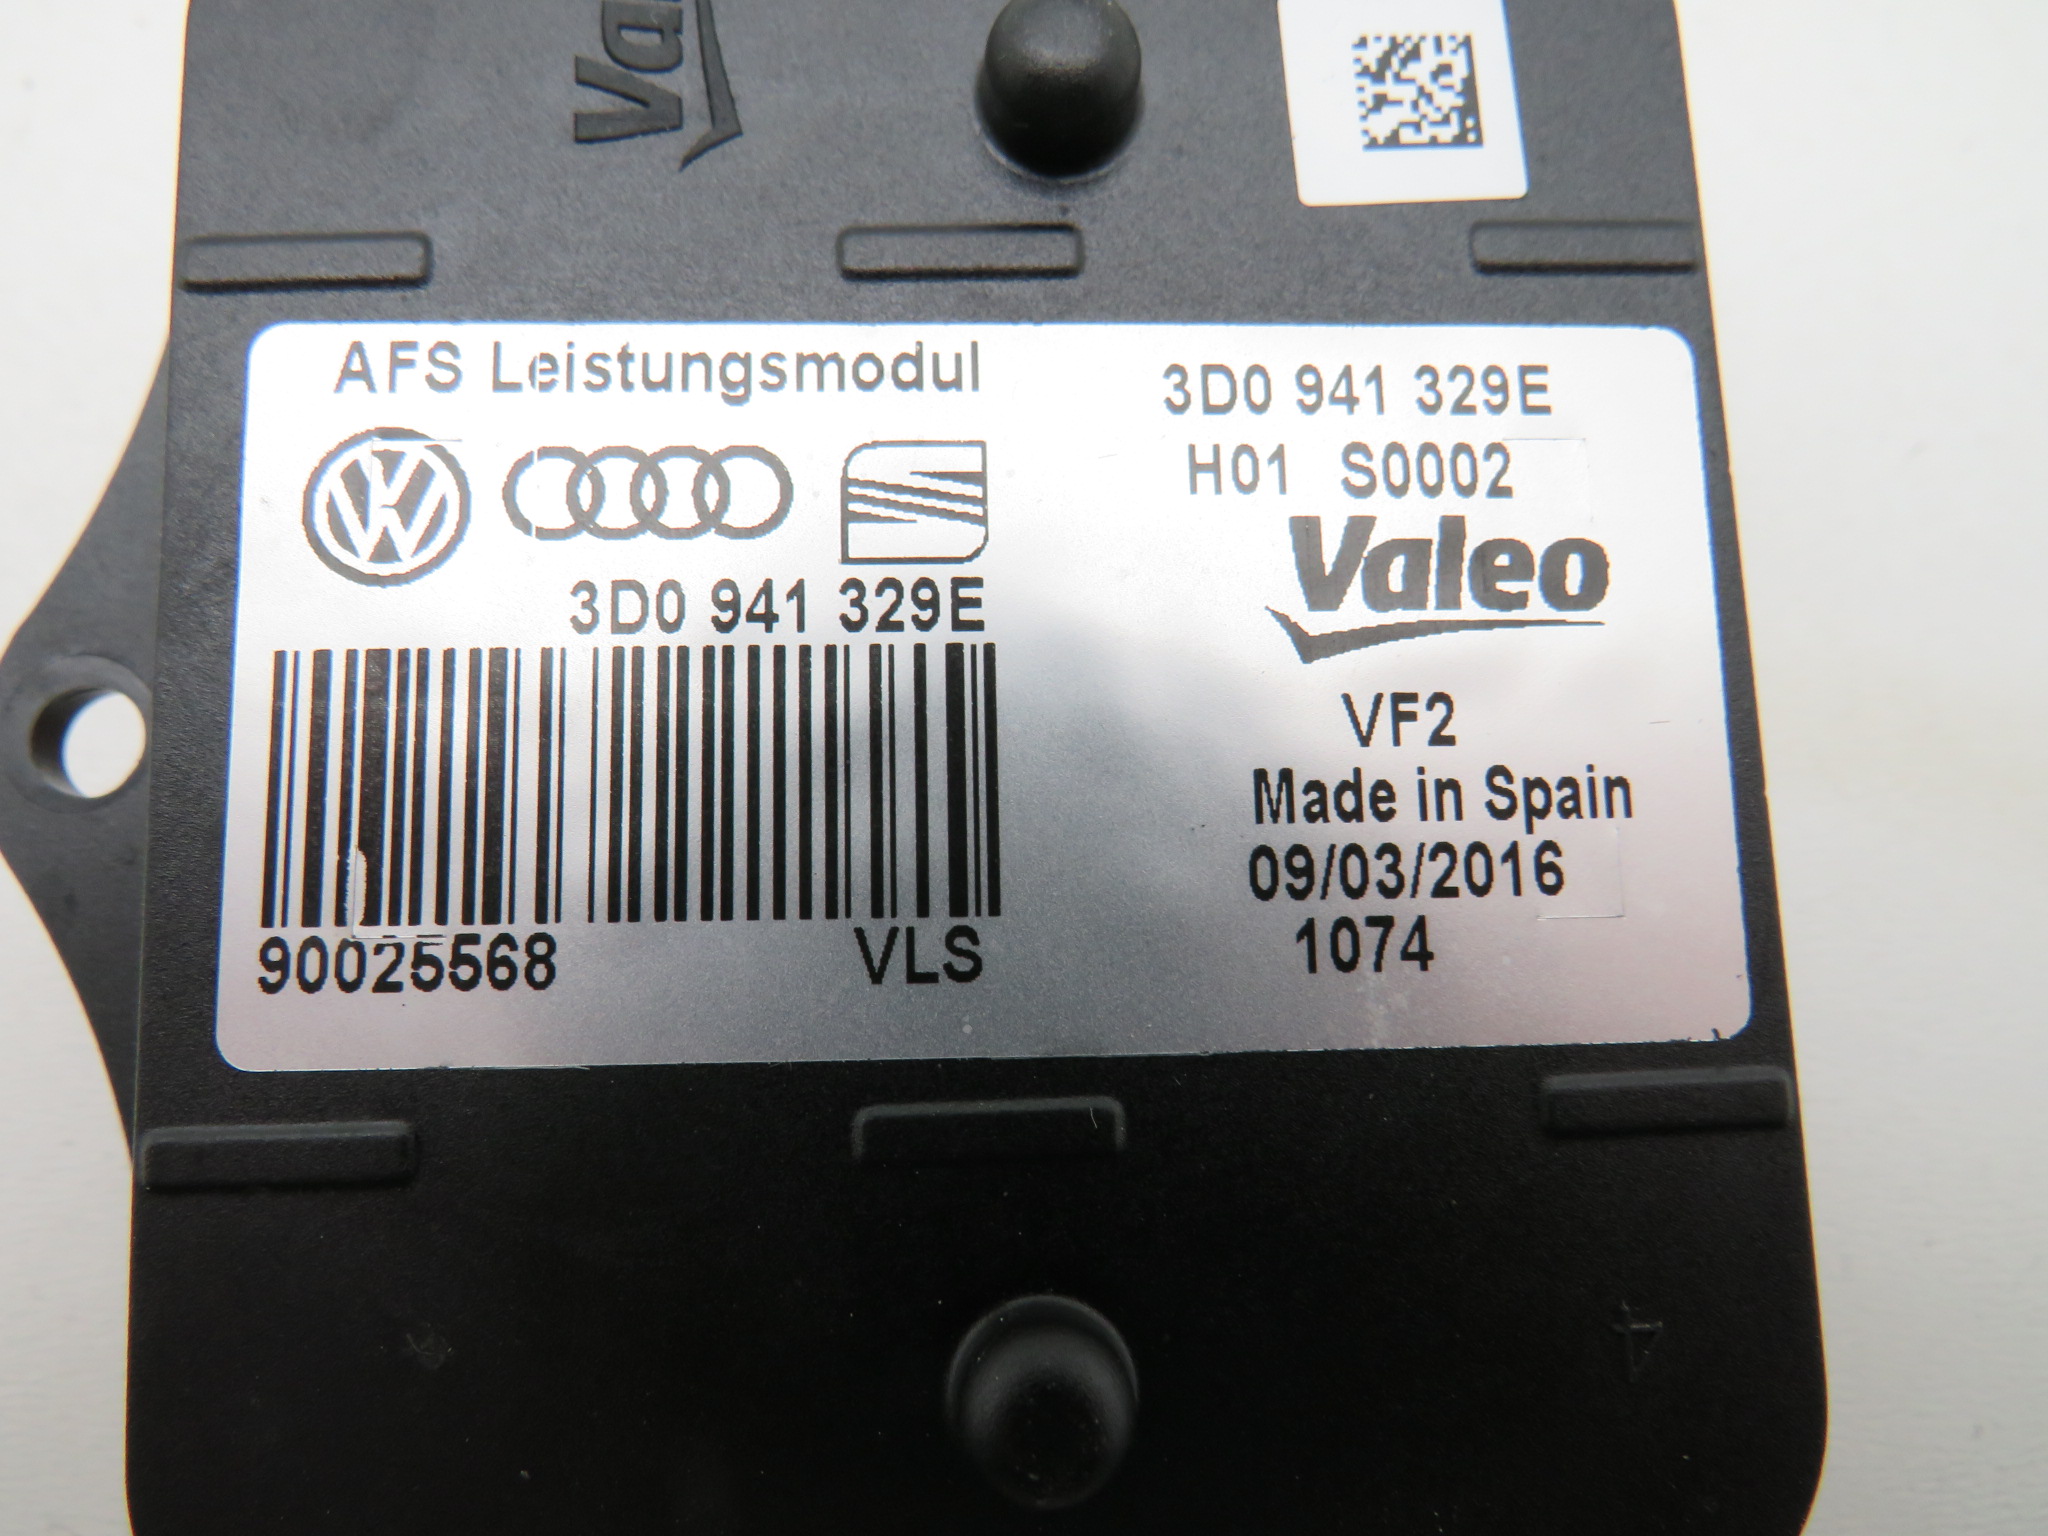 AFS Leistungsmodul
3D0 941 329E
90025568 VLS
3D0 941 329E
H01 S0002
Valeo
VF2
Made in Spain
09/03/2016
1074